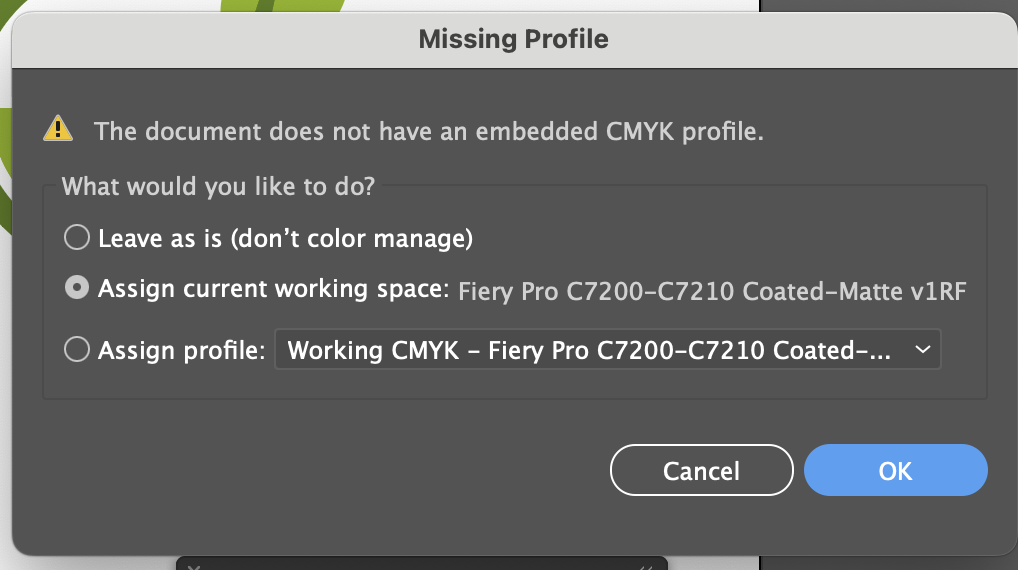 Missing Profile
The document does not have an embedded CMYK profile.
What would you like to do?
Leave as is (don’t color manage)
Assign current working space: Fiery Pro C7200-C7210 Coated-Matte v1RF
Assign profile: Working CMYK - Fiery Pro C7200-C7210 Coated-...
Cancel OK